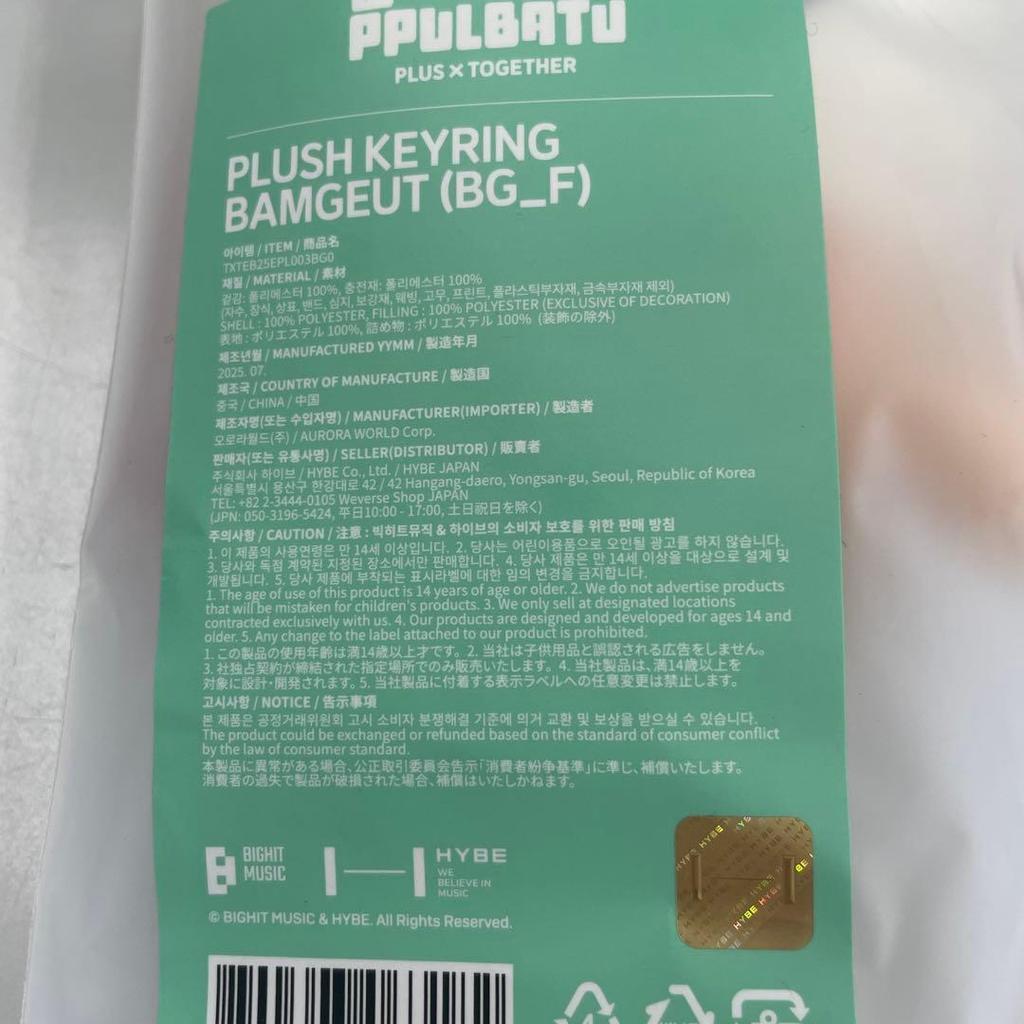 PPULBATU
PLUS × TOGETHER
PLUSH KEYRING
BAMGEUT (BG_F)
아이템 / ITEM / 商品名
TXTEB25EPL003BG0
재질 / MATERIAL / 素材
겉감: 폴리에스터 100%, 충전재: 폴리에스터 100%
(자수, 장식, 상표, 밴드, 심지, 보강재, 웨빙, 고무, 프린트, 플라스틱부자재, 금속부자재 제외)
SHELL : 100% POLYESTER, FILLING : 100% POLYESTER (EXCLUSIVE OF DECORATION)
表地 : ポリエステル 100%, 詰め物 : ポリエステル 100% (装飾の除外)
제조년월 / MANUFACTURED YYMM / 製造年月
2025. 07.
제조국 / COUNTRY OF MANUFACTURE / 製造国
중국 / CHINA / 中国
제조자명(또는 수입자명) / MANUFACTURER(IMPORTER) / 製造者
오로라월드(주) / AURORA WORLD Corp.
판매자(또는 유통사명) / SELLER(DISTRIBUTOR) / 販賣者
주식회사 하이브 / HYBE Co., Ltd. / HYBE JAPAN
서울특별시 용산구 한강대로 42 / 42 Hangang-daero, Yongsan-gu, Seoul, Republic of Korea
TEL: +82 2-3444-0105 Weverse Shop JAPAN
(JPN: 050-3196-5424, 平日10:00 - 17:00, 土日祝日を除く)
주의사항 / CAUTION / 注意 : 빅히트뮤직 & 하이브의 소비자 보호를 위한 판매 방침
1. 이 제품의 사용연령은 만 14세 이상입니다. 2. 당사는 어린이용품으로 오인될 광고를 하지 않습니다.
3. 당사와 독점 계약된 지정된 장소에서만 판매합니다. 4. 당사 제품은 만 14세 이상을 대상으로 설계 및
개발됩니다. 5. 당사 제품에 부착되는 표시라벨에 대한 임의 변경을 금지합니다.
1. The age of use of this product is 14 years of age or older. 2. We do not advertise products
that will be mistaken for children's products. 3. We only sell at designated locations
contracted exclusively with us. 4. Our products are designed and developed for ages 14 and
older. 5. Any change to the label attached to our product is prohibited.
1. この製品の使用年齢は満14歳以上才です。2. 当社は子供用品と誤認される広告をしません。
3. 社独占契約が締結された指定場所でのみ販売いたします。4. 当社製品は、満14歳以上を
対象に設計・開発されます。5. 当社製品に付着する表示ラベルへの任意変更は禁止します。
고시사항 / NOTICE / 告示事項
본 제품은 공정거래위원회 고시 소비자 분쟁해결 기준에 의거 교환 및 보상을 받으실 수 있습니다.
The product could be exchanged or refunded based on the standard of consumer conflict
by the law of consumer standard.
本製品に異常がある場合、公正取引委員会告示「消費者紛争基準」に準じ、補償いたします。
消費者の過失で製品が破損された場合、補償はいたしかねます。
BIGHIT
MUSIC
HYBE
WE
BELIEVE IN
MUSIC
© BIGHIT MUSIC & HYBE. All Rights Reserved.
HYBE HYBE
HYBE
HYBE HYBE
HYBE